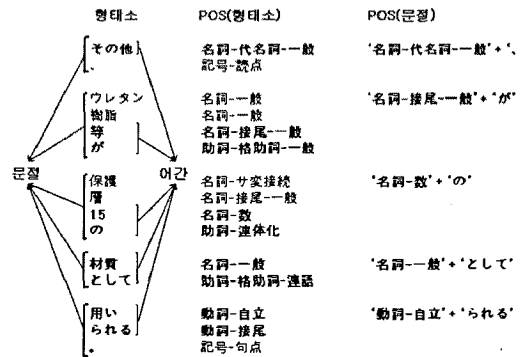 형태소 POS(형태소) POS(문절)
その他 名詞-代名詞-一般 '名詞-代名詞-一般'+'、
、 記号-読点
ウレタン 名詞-一般 '名詞-接尾-一般'+'が'
樹脂 名詞-一般
等 名詞-接尾-一般
が 助詞-格助詞-一般
문절 어간
保護 名詞-サ変接続 '名詞-数'+'の'
層 名詞-接尾-一般
15 名詞-数
の 助詞-連体化
材質 名詞-一般 '名詞-一般'+'として'
として 助詞-格助詞-連語
用い 動詞-自立 '動詞-自立'+'られる'
られる 動詞-接尾
。 記号-句点